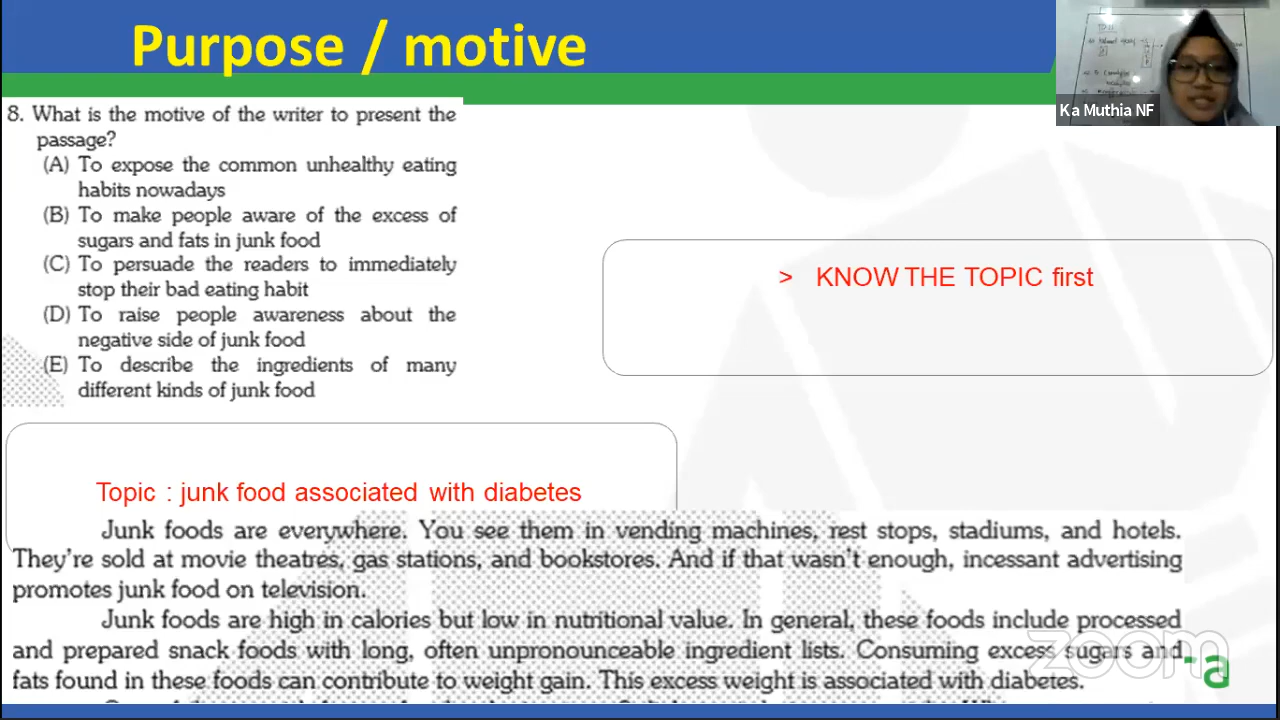 Purpose / motive
Ka Muthia NF
8. What is the motive of the writer to present the
passage?
(A) To expose the common unhealthy eating
habits nowadays
(B) To make people aware of the excess of
sugars and fats in junk food
(C) To persuade the readers to immediately
stop their bad eating habit
(D) To raise people awareness about the
negative side of junk food
(E) To describe the ingredients of many
different kinds of junk food
> KNOW THE TOPIC first
Topic : junk food associated with diabetes
Junk foods are everywhere. You see them in vending machines, rest stops, stadiums, and hotels.
They're sold at movie theatres, gas stations, and bookstores. And if that wasn't enough, incessant advertising
promotes junk food on television.
Junk foods are high in calories but low in nutritional value. In general, these foods include processed
and prepared snack foods with long, often unpronounceable ingredient lists. Consuming excess sugars and
fats found in these foods can contribute to weight gain. This excess weight is associated with diabetes.
zoom